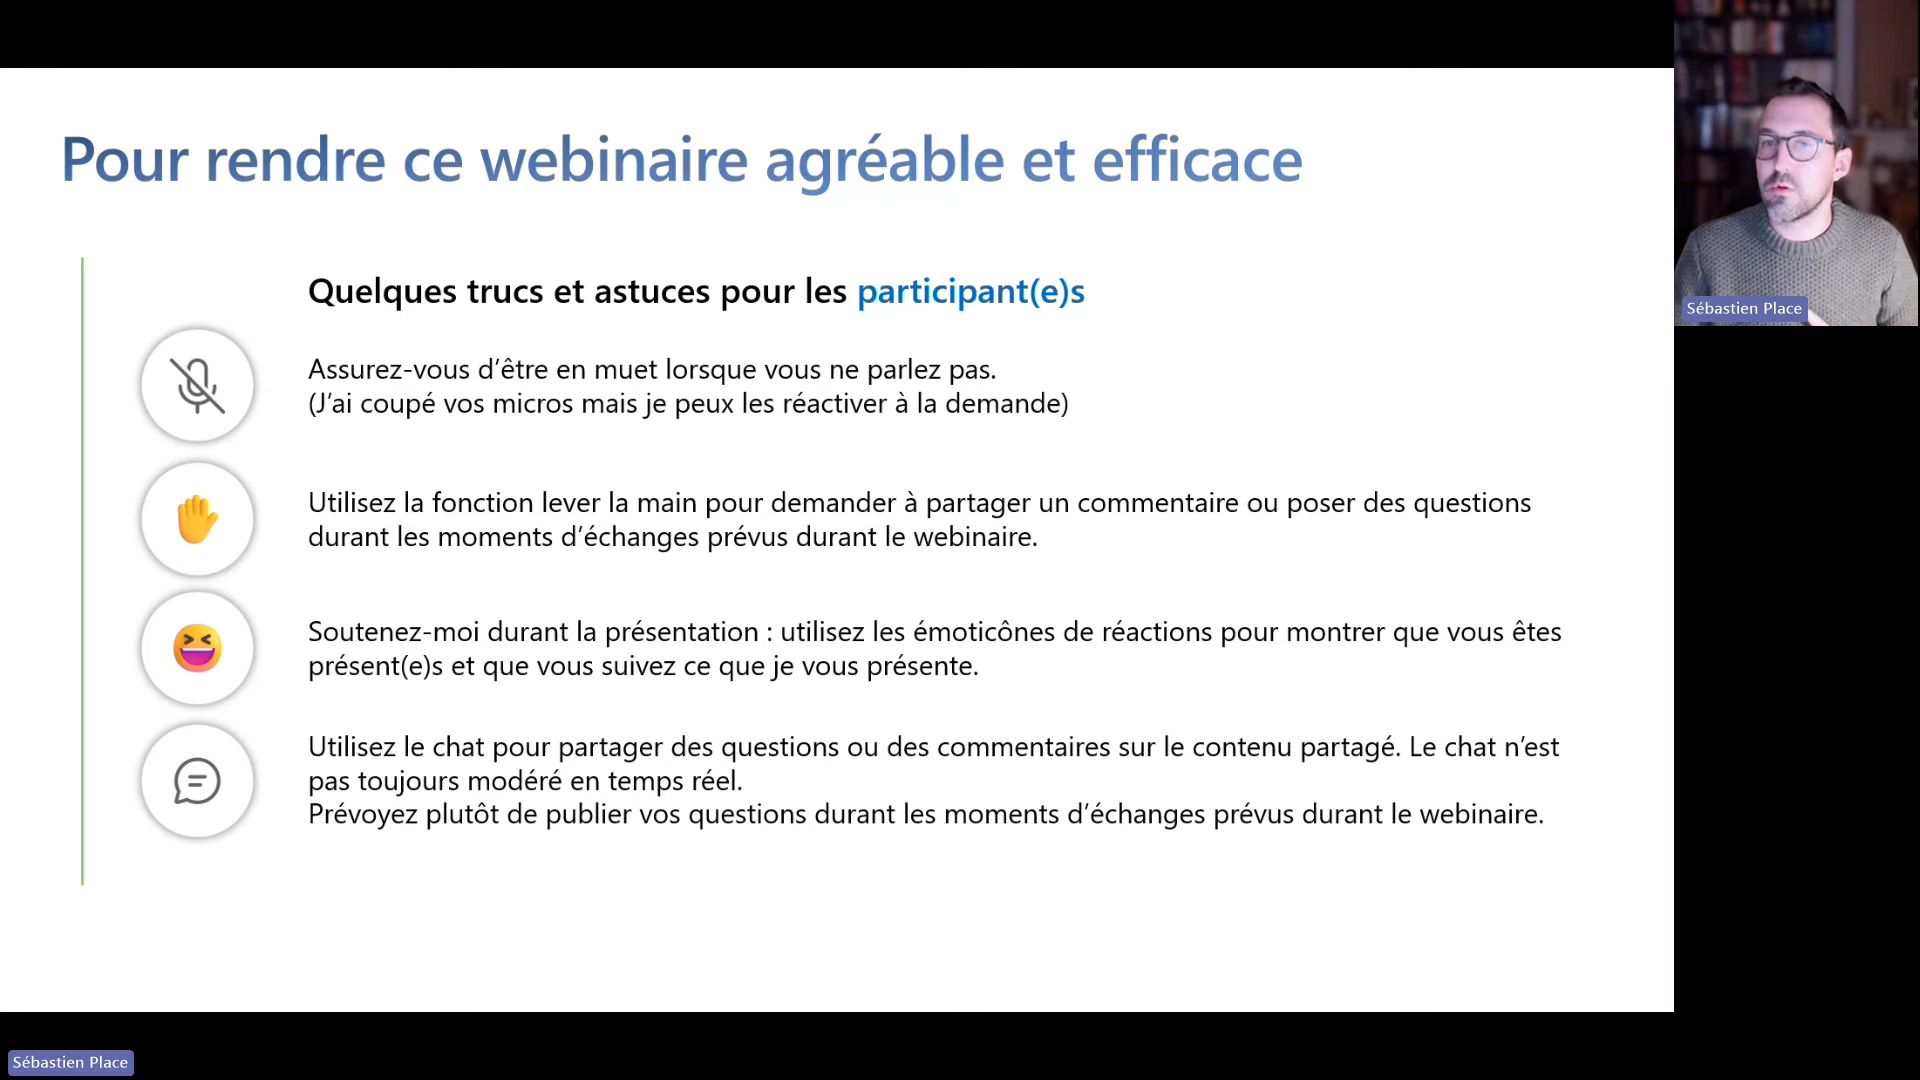 Pour rendre ce webinaire agréable et efficace
Quelques trucs et astuces pour les participant(e)s
Assurez-vous d’être en muet lorsque vous ne parlez pas.
(J’ai coupé vos micros mais je peux les réactiver à la demande)
Utilisez la fonction lever la main pour demander à partager un commentaire ou poser des questions
durant les moments d’échanges prévus durant le webinaire.
Soutenez-moi durant la présentation : utilisez les émoticônes de réactions pour montrer que vous êtes
présent(e)s et que vous suivez ce que je vous présente.
Utilisez le chat pour partager des questions ou des commentaires sur le contenu partagé. Le chat n’est
pas toujours modéré en temps réel.
Prévoyez plutôt de publier vos questions durant les moments d’échanges prévus durant le webinaire.
Sébastien Place
Sébastien Place